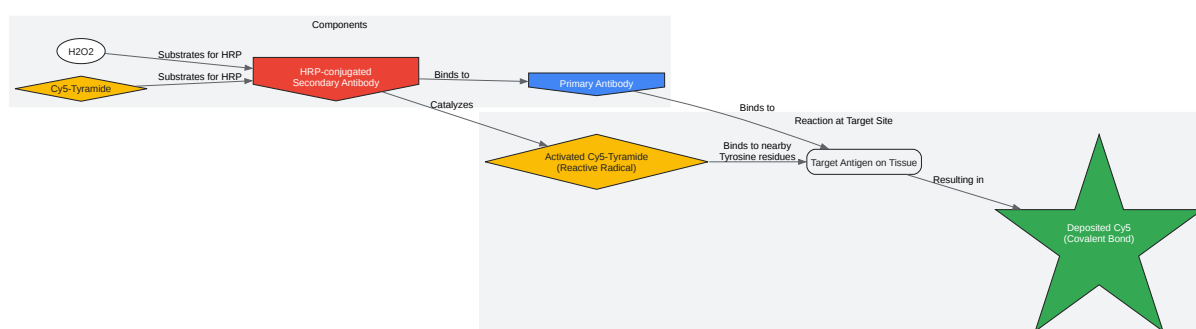 Components
H2O2
Substrates for HRP
Cy5-Tyramide
Substrates for HRP
HRP-conjugated
Secondary Antibody
Binds to
Primary Antibody
Catalyzes
Binds to
Reaction at Target Site
Activated Cy5-Tyramide
(Reactive Radical)
Binds to nearby
Tyrosine residues
Target Antigen on Tissue
Resulting in
Deposited Cy5
(Covalent Bond)